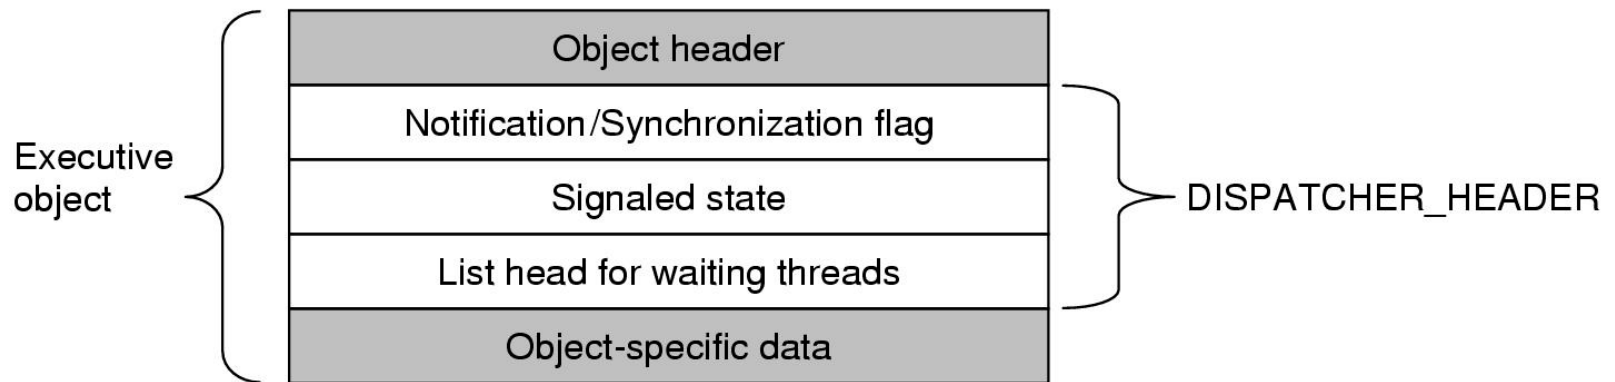 Object header
Notification/Synchronization flag
Executive
object
Signaled state
DISPATCHER_HEADER
List head for waiting threads
Object-specific data